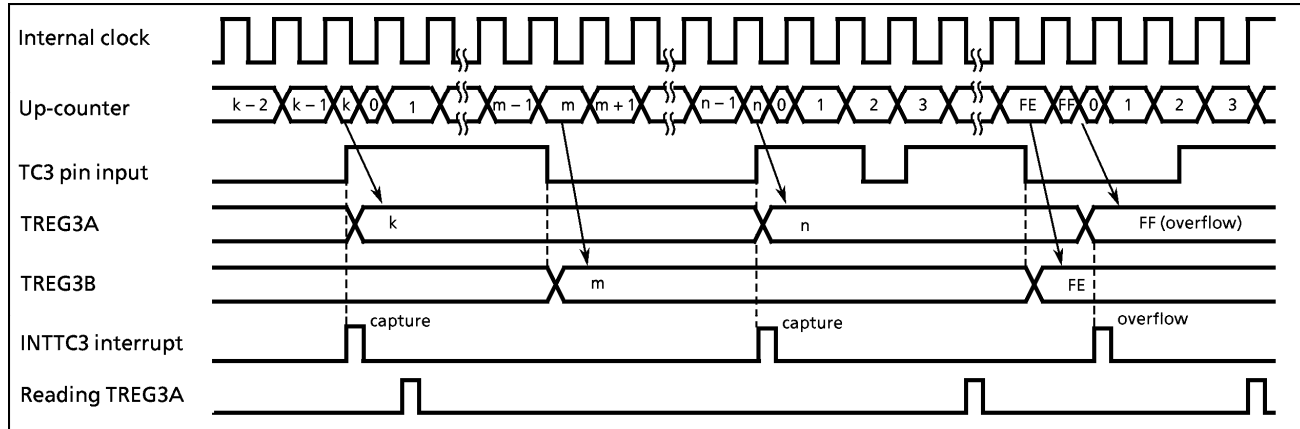 Internal clock
Up-counter k – 2 k – 1 k 0 1 m – 1 m m + 1 n – 1 n 0 1 2 3 FE FF 0 1 2 3
TC3 pin input
TREG3A k n FF (overflow)
TREG3B m FE
INTTC3 interrupt capture capture overflow
Reading TREG3A